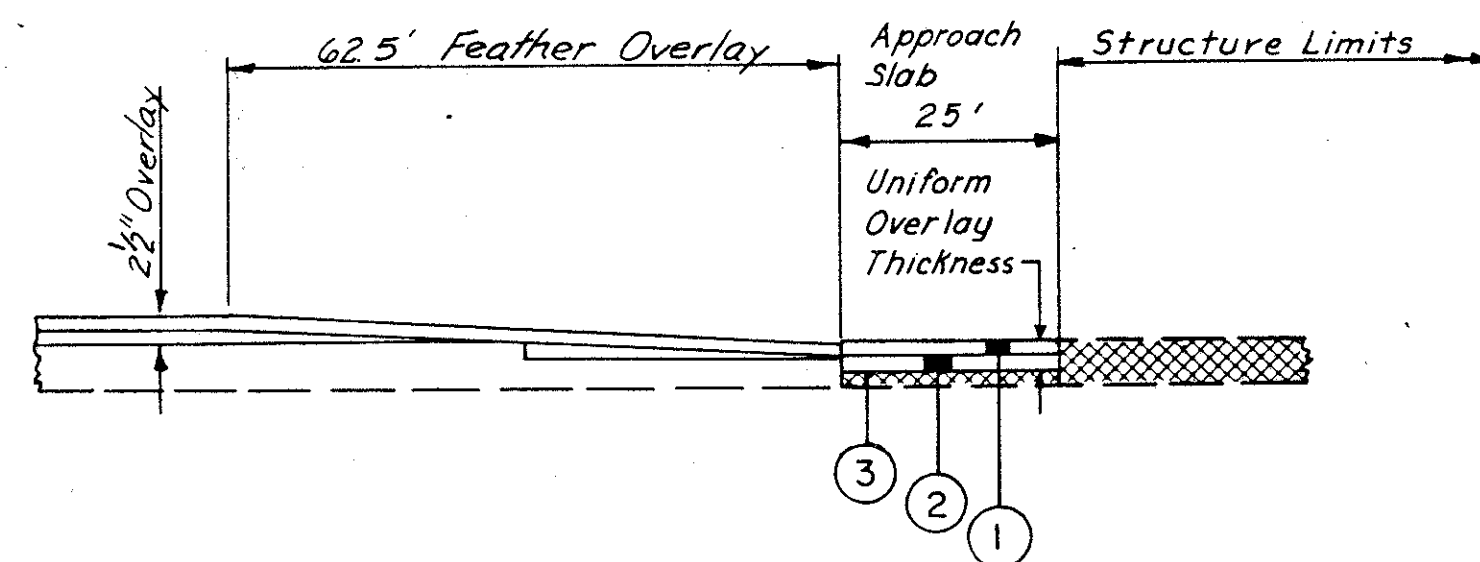 62.5' Feather Overlay
Approach
Slab
25'
Structure Limits
2½" Overlay
Uniform
Overlay
Thickness
3
2
1